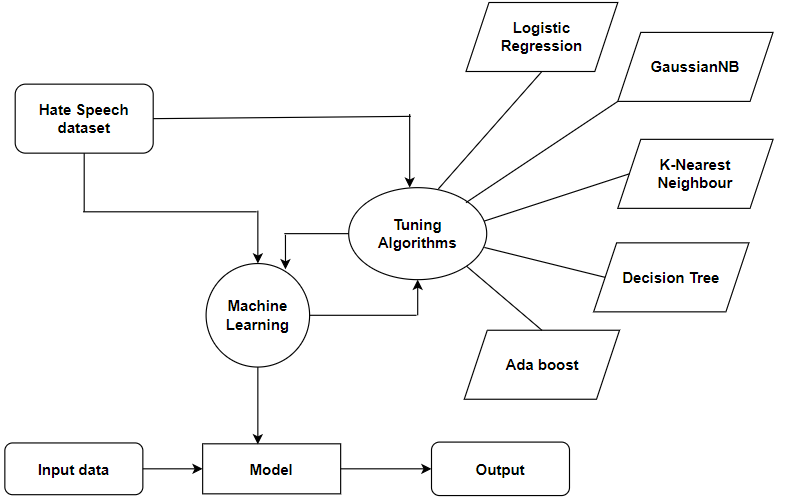 Logistic
Regression
GaussianNB
Hate Speech
dataset
K-Nearest
Neighbour
Tuning
Algorithms
Decision Tree
Machine
Learning
Ada boost
Input data
Model
Output